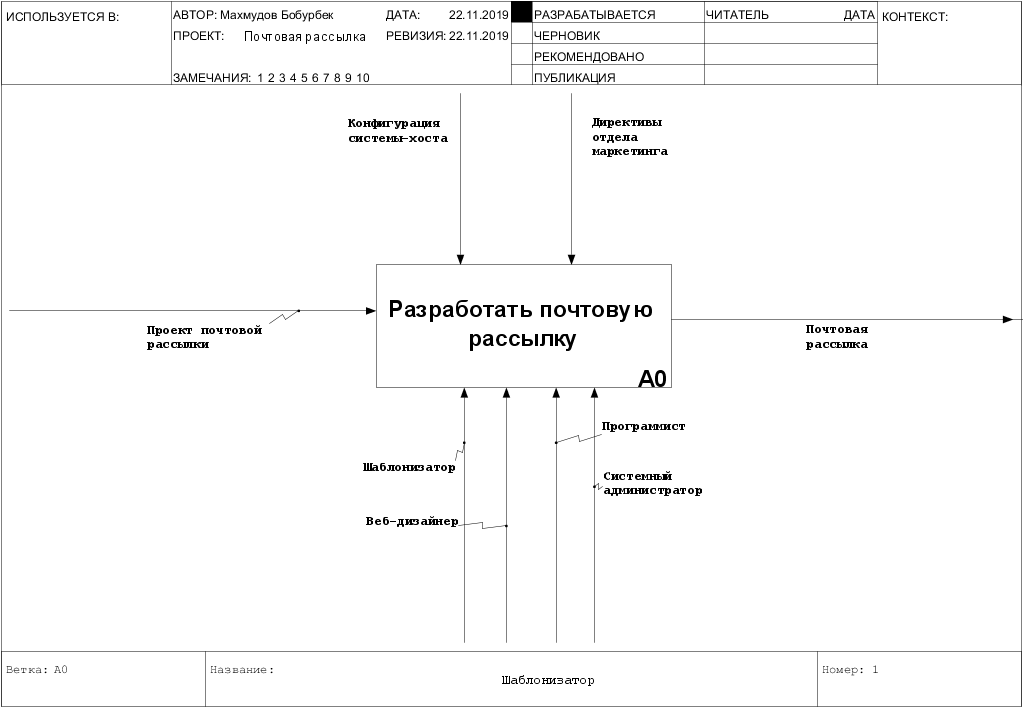 ИСПОЛЬЗУЕТСЯ В:
АВТОР: Махмудов Бобурбек
ДАТА: 22.11.2019
ПРОЕКТ: Почтовая рассылка
РЕВИЗИЯ: 22.11.2019
ЗАМЕЧАНИЯ: 1 2 3 4 5 6 7 8 9 10
РАЗРАБАТЫВАЕТСЯ
ЧЕРНОВИК
РЕКОМЕНДОВАНО
ПУБЛИКАЦИЯ
ЧИТАТЕЛЬ ДАТА
КОНТЕКСТ:
Конфигурация
системы-хоста
Директивы
отдела
маркетинга
Разработать почтовую
рассылку
A0
Проект почтовой
рассылки
Почтовая
рассылка
Программист
Шаблонизатор
Системный
администратор
Веб-дизайнер
Ветка: A0
Название:
Шаблонизатор
Номер: 1